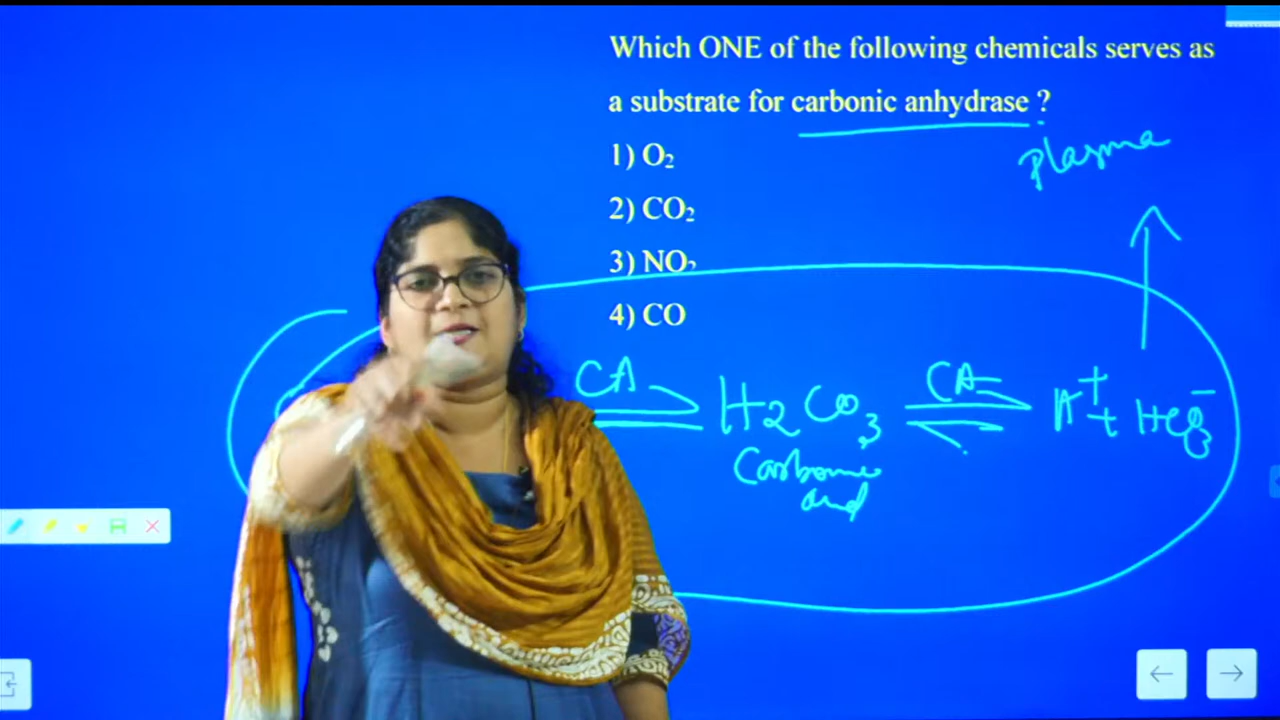 Which ONE of the following chemicals serves as
a substrate for carbonic anhydrase ?
plasma
1) O₂
2) CO₂
3) NO₂
4) CO
CA H2CO3 CA H+ + HCO3-
Carbonic
acid